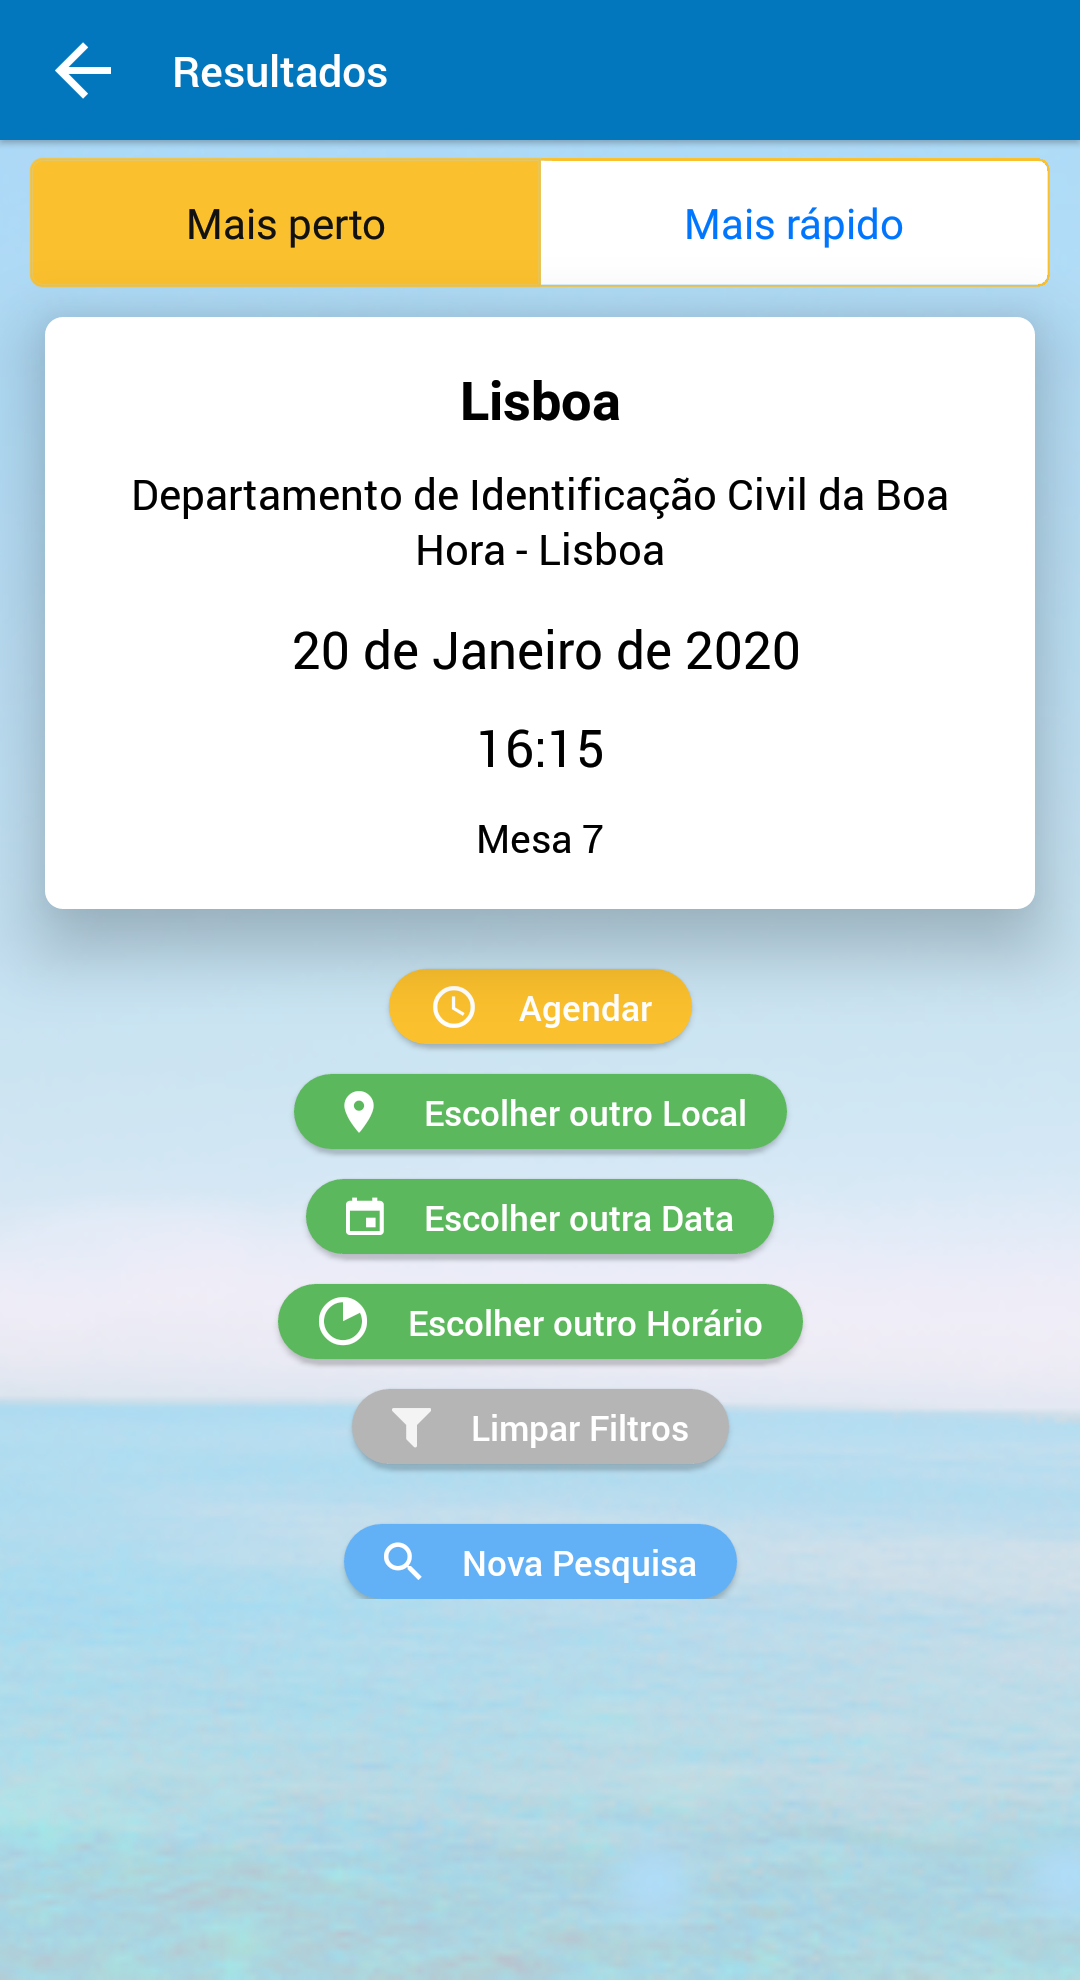 Resultados
Mais perto
Mais rápido
Lisboa
Departamento de Identificação Civil da Boa
Hora - Lisboa
20 de Janeiro de 2020
16:15
Mesa 7
Agendar
Escolher outro Local
Escolher outra Data
Escolher outro Horário
Limpar Filtros
Nova Pesquisa